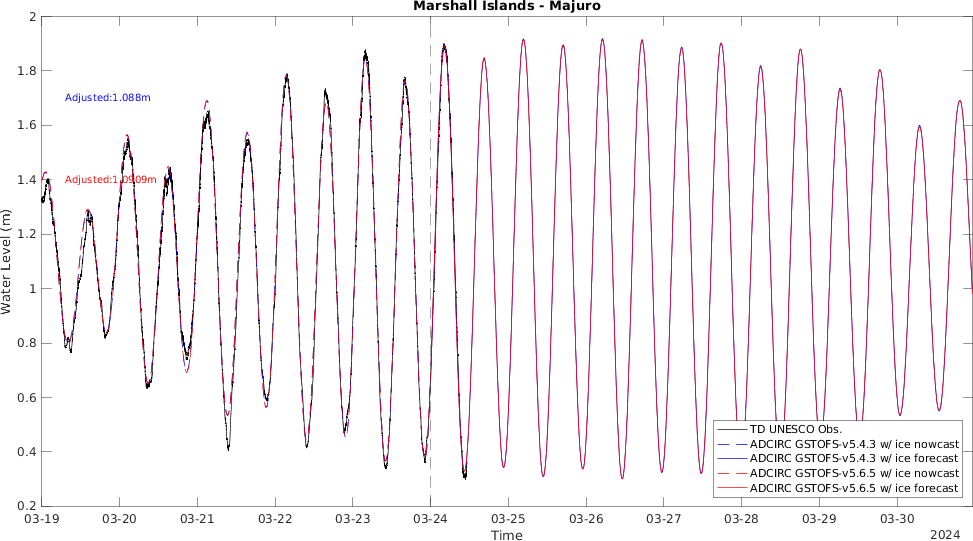 Marshall Islands - Majuro
2
1.8
1.6
1.4
1.2
1
0.8
0.6
0.4
0.2
Water Level (m)
Adjusted:1.088m
Adjusted:1.0909m
TD UNESCO Obs.
ADCIRC GSTOFS-v5.4.3 w/ ice nowcast
ADCIRC GSTOFS-v5.4.3 w/ ice forecast
ADCIRC GSTOFS-v5.6.5 w/ ice nowcast
ADCIRC GSTOFS-v5.6.5 w/ ice forecast
03-19 03-20 03-21 03-22 03-23 03-24 03-25 03-26 03-27 03-28 03-29 03-30
Time
2024